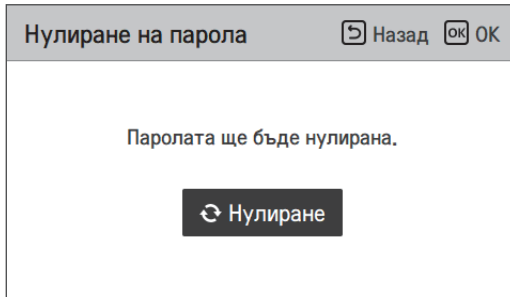 Нулиране на парола Назад OK OK
Паролата ще бъде нулирана.
Нулиране